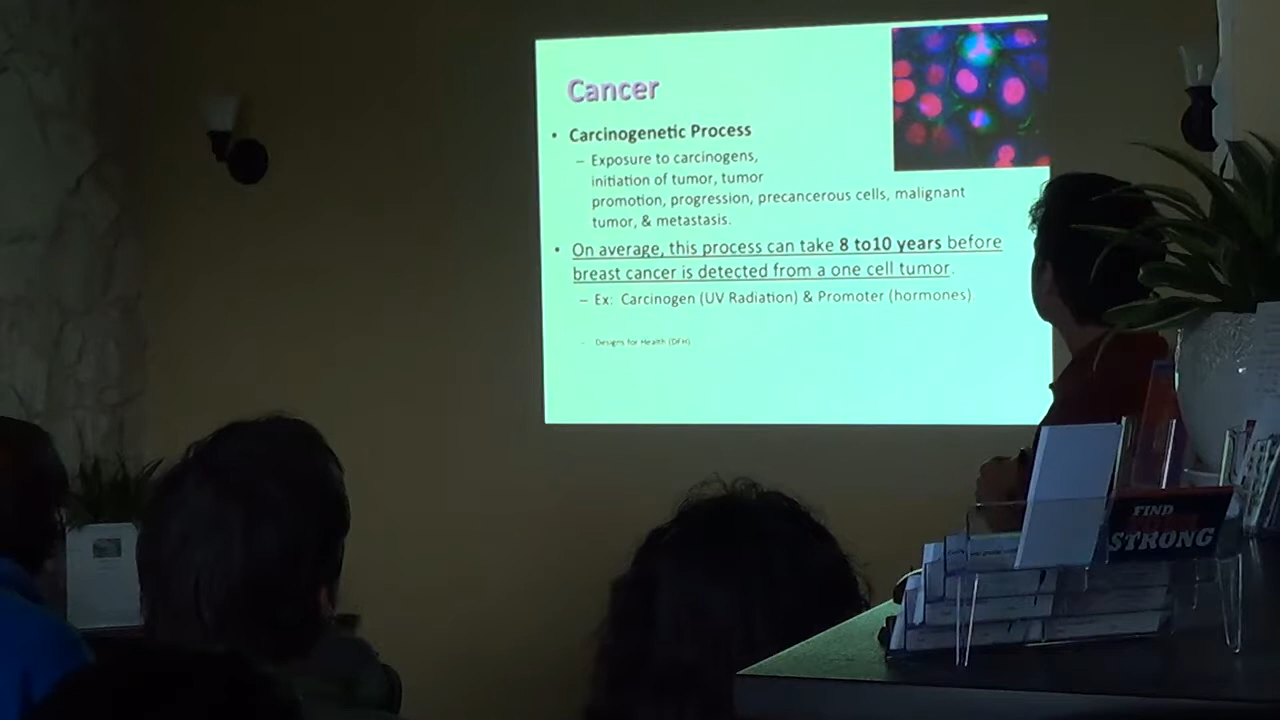 Cancer
• Carcinogenetic Process
– Exposure to carcinogens,
initiation of tumor, tumor
promotion, progression, precancerous cells, malignant
tumor, & metastasis.
• On average, this process can take 8 to10 years before
breast cancer is detected from a one cell tumor.
– Ex: Carcinogen (UV Radiation) & Promoter (hormones)
- Designs for Health (DFH)
FIND
STRONG